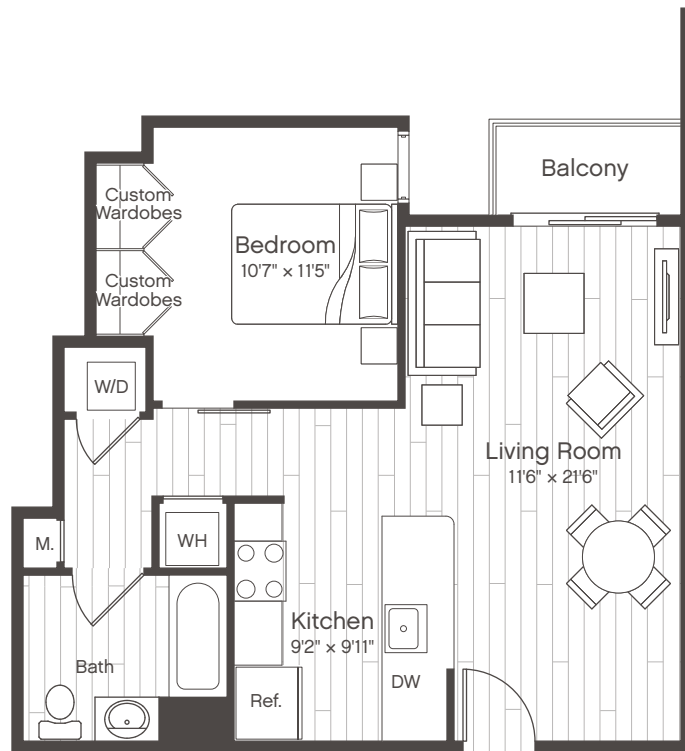 Balcony
Custom
Wardobes
Bedroom
10'7" × 11'5"
Custom
Wardobes
W/D
Living Room
11'6" × 21'6"
M.
WH
Kitchen
9'2" × 9'11"
Bath
Ref.
DW